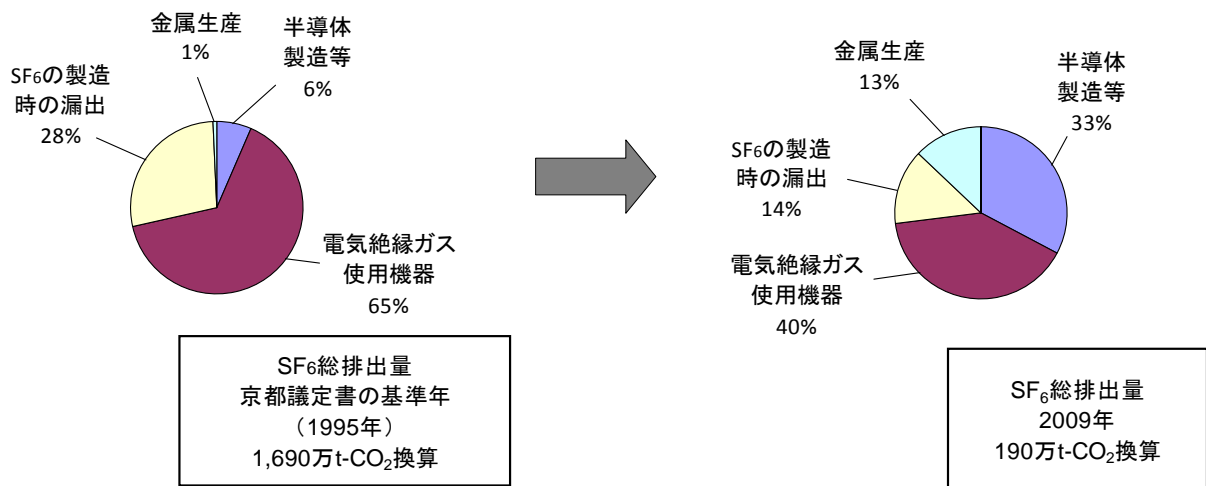 金属生産
1%
半導体
製造等
6%
SF6の製造
時の漏出
28%
電気絶縁ガス
使用機器
65%
SF6総排出量
京都議定書の基準年
（1995年）
1,690万t-CO2換算
金属生産
13%
半導体
製造等
33%
SF6の製造
時の漏出
14%
電気絶縁ガス
使用機器
40%
SF6総排出量
2009年
190万t-CO2換算